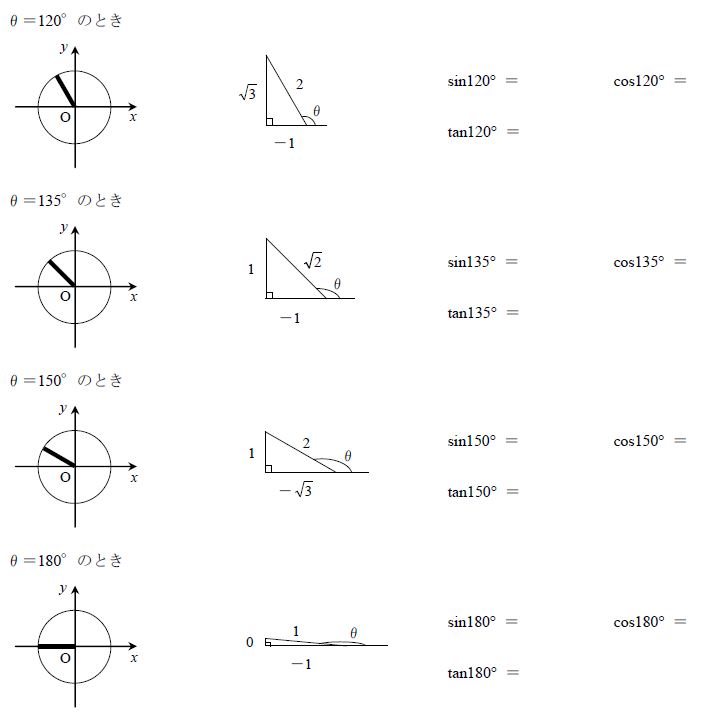 θ＝120° のとき
y
O
x
√3
2
θ
－1
sin120° ＝
cos120° ＝
tan120° ＝
θ＝135° のとき
y
O
x
1
√2
θ
－1
sin135° ＝
cos135° ＝
tan135° ＝
θ＝150° のとき
y
O
x
1
2
θ
－√3
sin150° ＝
cos150° ＝
tan150° ＝
θ＝180° のとき
y
O
x
0
1
θ
－1
sin180° ＝
cos180° ＝
tan180° ＝